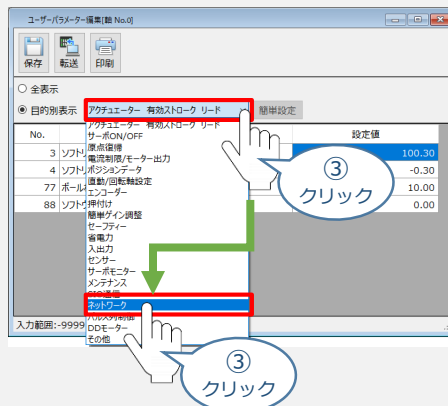 ユーザーパラメーター編集[軸 No.0]
保存 転送 印刷
全表示
目的別表示 アクチュエーター 有効ストローク リード 簡単設定
No. 設定値
3 ソフトリ 100.30
4 ソフトリ -0.30
77 ボール 10.00
88 ソフトウ 0.00
アクチュエーター 有効ストローク リード
サーボON/OFF
原点復帰
電流制限/モーター出力
ポジションデータ
直動/回転軸設定
エンコーダー
押付け
簡単ゲイン調整
セーフティー
省電力
入出力
センサー
サーボモニター
メンテナンス
ネットワーク
DDモーター
その他
入力範囲:-9999
③
クリック
③
クリック